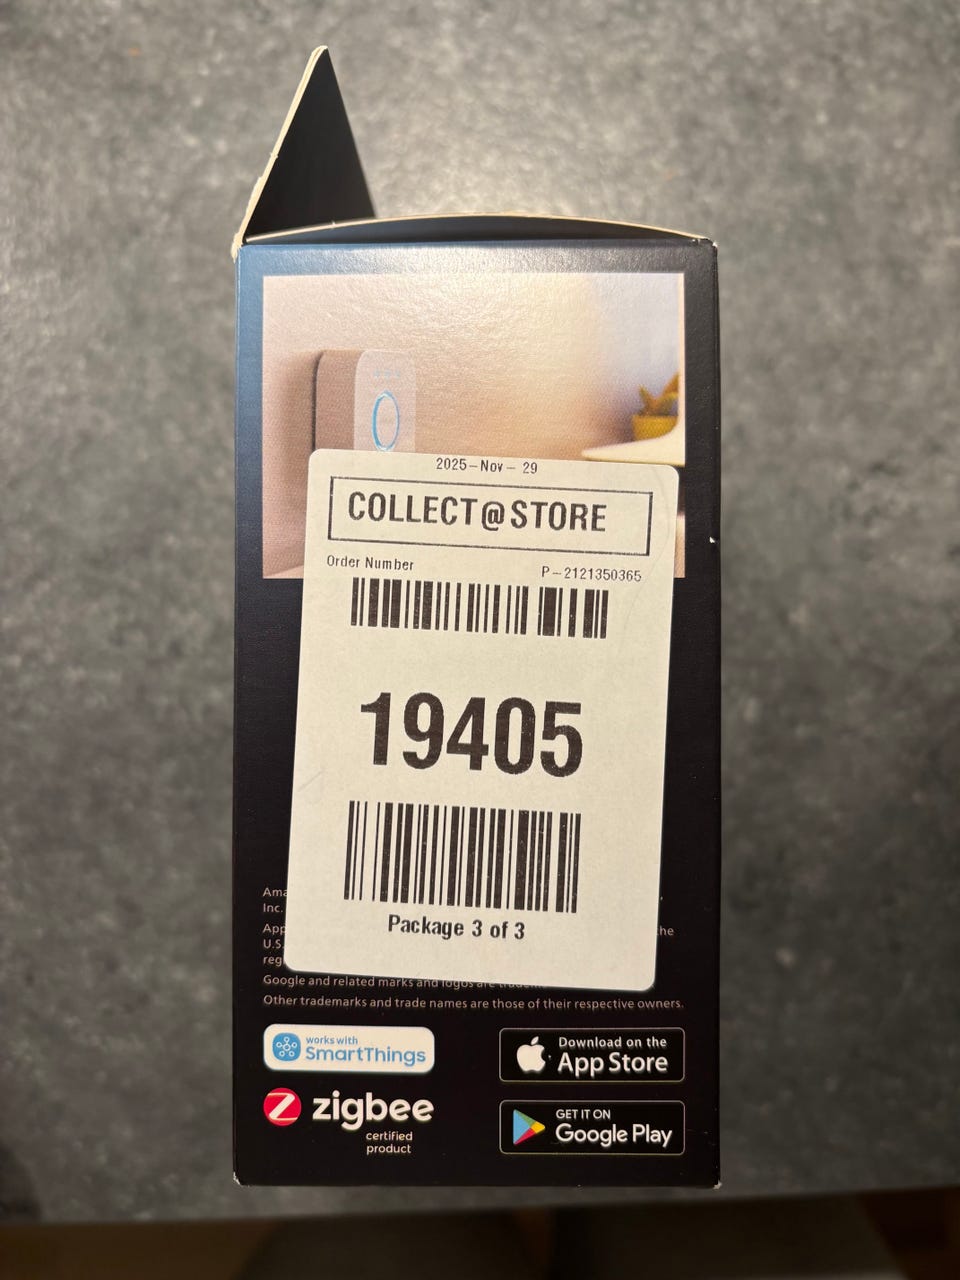 2025-Nov-29
COLLECT@STORE
Order Number
P-2121350365
19405
Package 3 of 3
Inc.
U.S.
the
Google and related marks and logos are
Other trademarks and trade names are those of their respective owners.
works with
SmartThings
Download on the
App Store
zigbee
certified
product
GET IT ON
Google Play